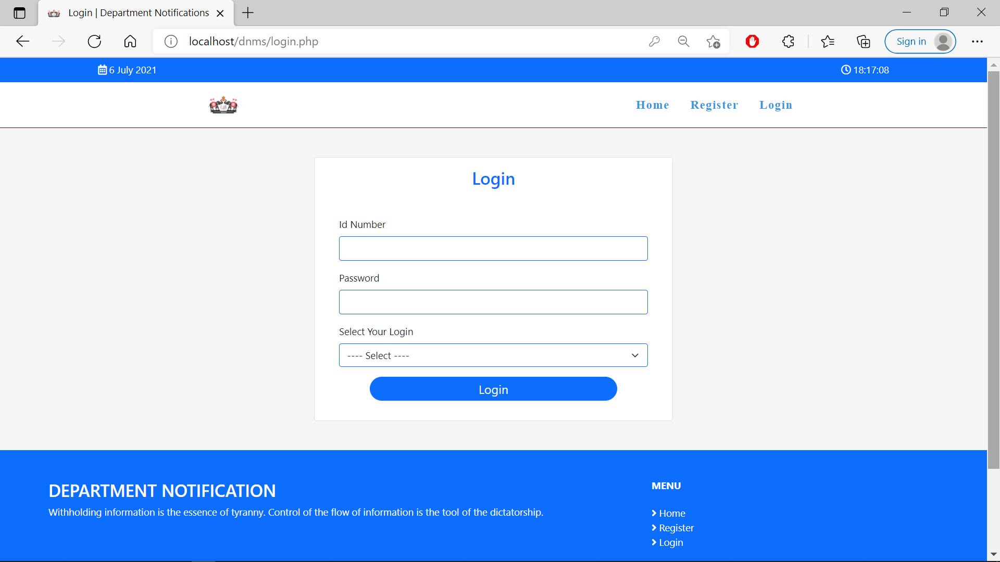 Login | Department Notifications
localhost/dnms/login.php
Sign in
6 July 2021
18:17:08
Home Register Login
Login
Id Number
Password
Select Your Login
---- Select ----
Login
DEPARTMENT NOTIFICATION
Withholding information is the essence of tyranny. Control of the flow of information is the tool of the dictatorship.
MENU
Home
Register
Login